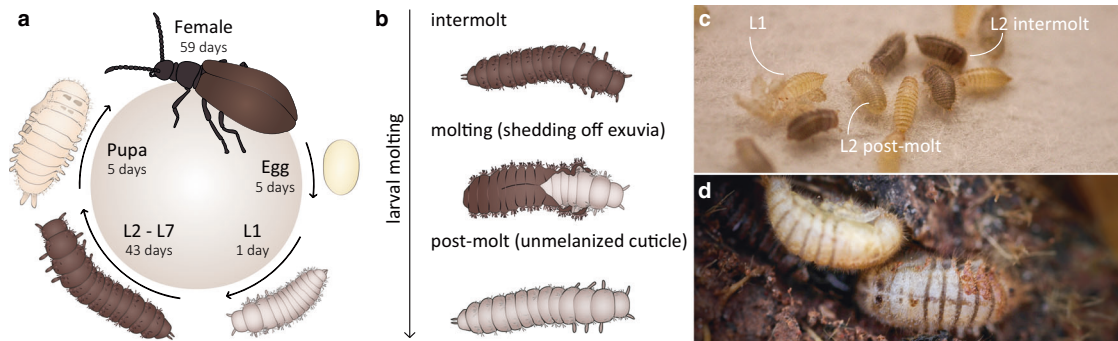 a
Female
59 days
Pupa
5 days
Egg
5 days
L2 - L7
43 days
L1
1 day
b
larval molting
intermolt
molting (shedding off exuvia)
post-molt (unmelanized cuticle)
c
L1
L2 intermolt
L2 post-molt
d